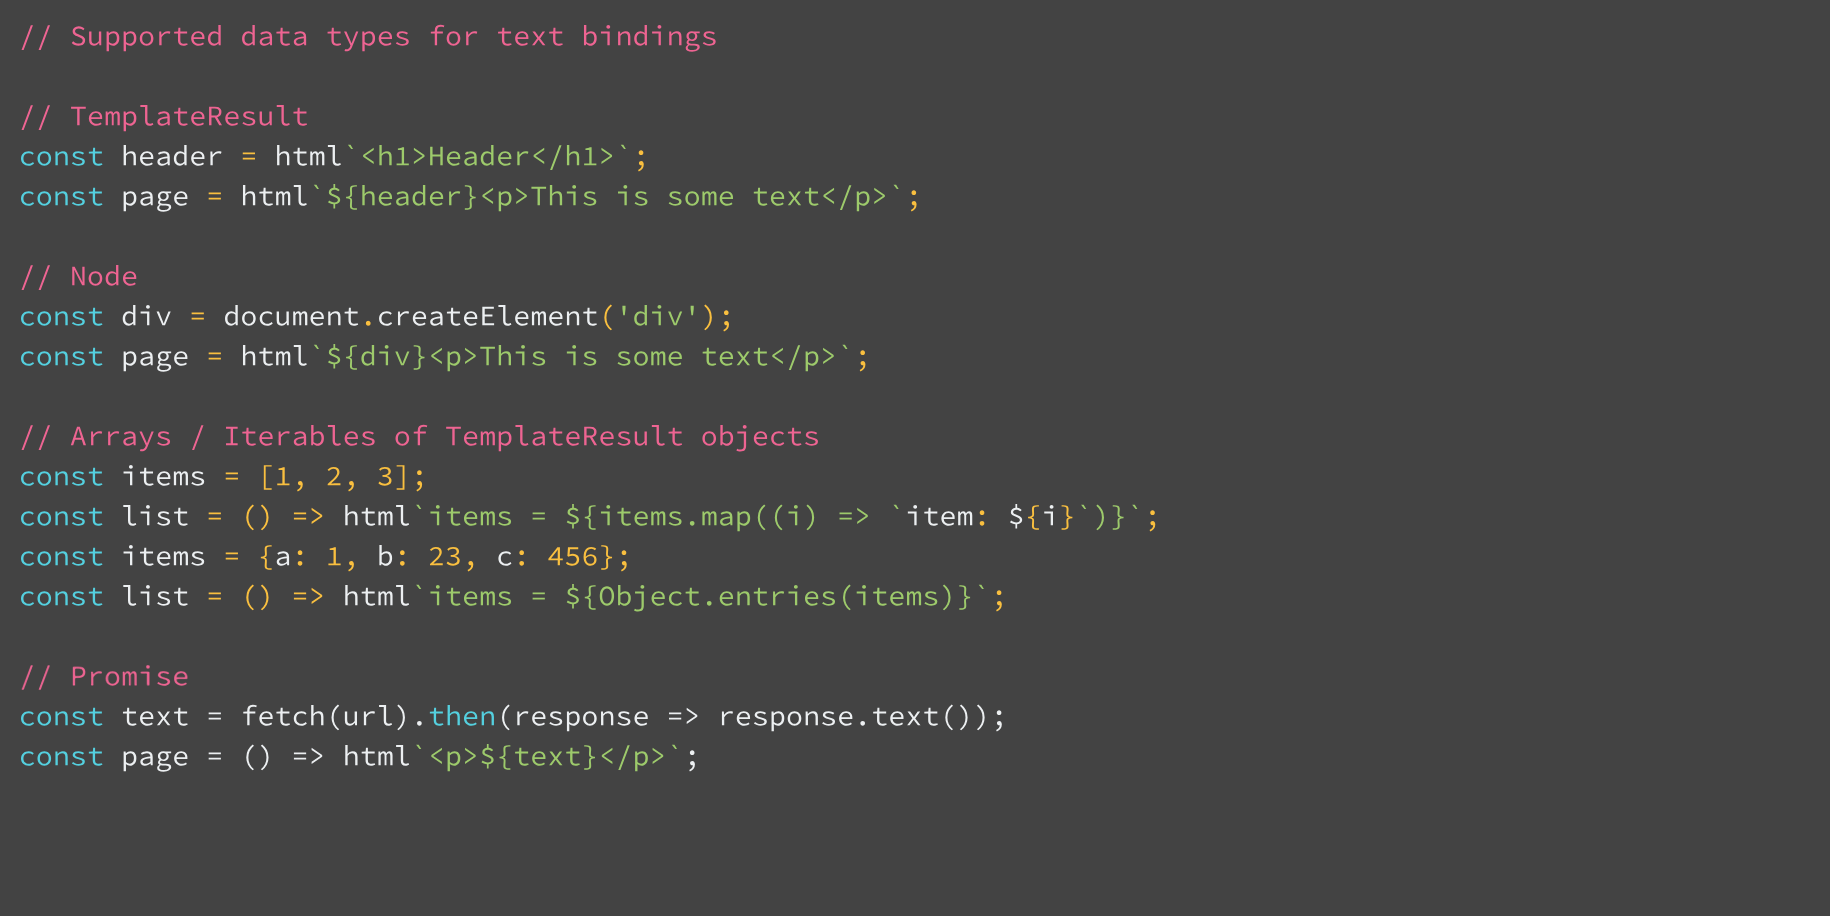 // Supported data types for text bindings
// TemplateResult
const header = html`<h1>Header</h1>`;
const page = html`${header}<p>This is some text</p>`;
// Node
const div = document.createElement('div');
const page = html`${div}<p>This is some text</p>`;
// Arrays / Iterables of TemplateResult objects
const items = [1, 2, 3];
const list = () => html`items = ${items.map((i) => `item: ${i}`)}`;
const items = {a: 1, b: 23, c: 456};
const list = () => html`items = ${Object.entries(items)}`;
// Promise
const text = fetch(url).then(response => response.text());
const page = () => html`<p>${text}</p>`;